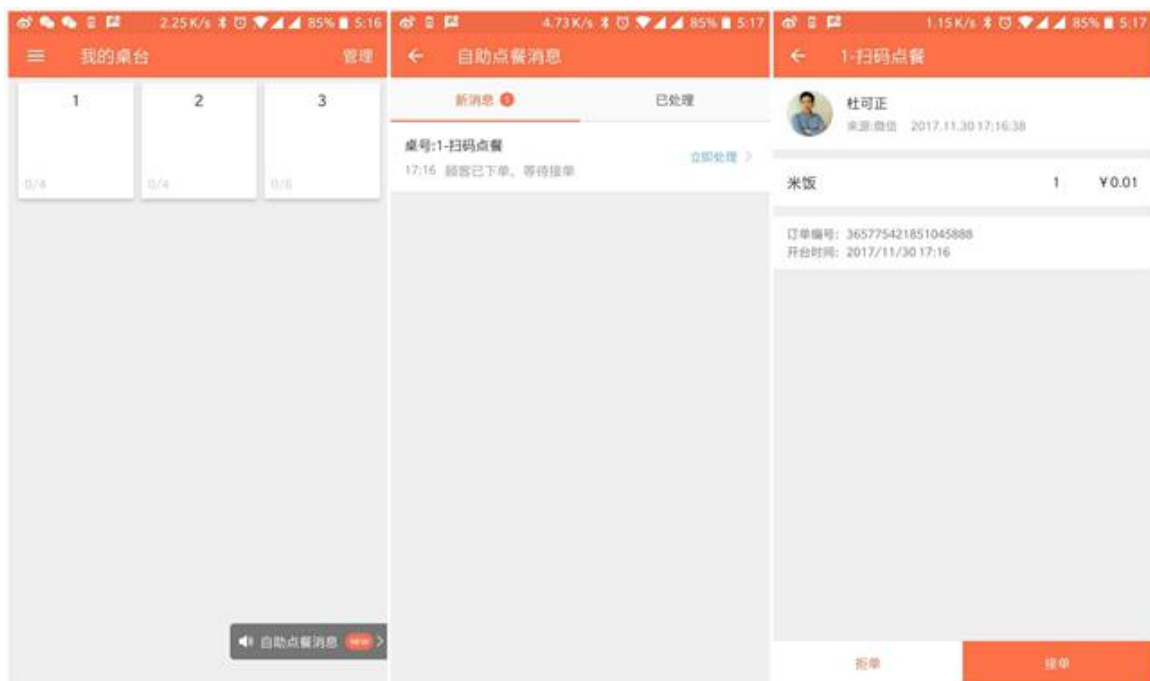 2.25 K/s 85% 5:16
我的桌台 管理
1 2 3
0/4 0/4 0/6
自助点餐消息 NEW
4.73 K/s 85% 5:17
自助点餐消息
新消息 已处理
桌号:1-扫码点餐
立即处理
17:16 顾客已下单，等待接单
1.15 K/s 85% 5:17
1-扫码点餐
杜可正
来源:微信 2017.11.30 17:16:38
米饭 1 ￥0.01
订单编号: 365775421851045888
开台时间: 2017/11/30 17:16
拒单 接单